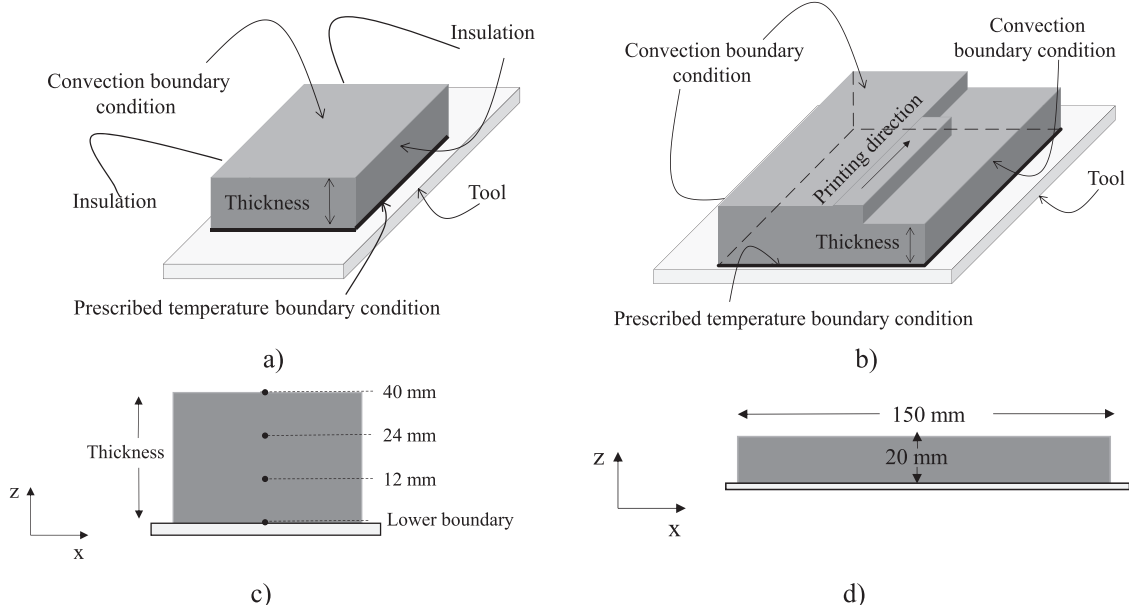 Insulation
Convection boundary
condition
Insulation
Thickness
Tool
Prescribed temperature boundary condition
a)
Convection boundary
condition
Convection
boundary condition
Printing direction
Thickness
Tool
Prescribed temperature boundary condition
b)
40 mm
24 mm
Thickness
12 mm
Lower boundary
z
x
c)
150 mm
20 mm
z
x
d)